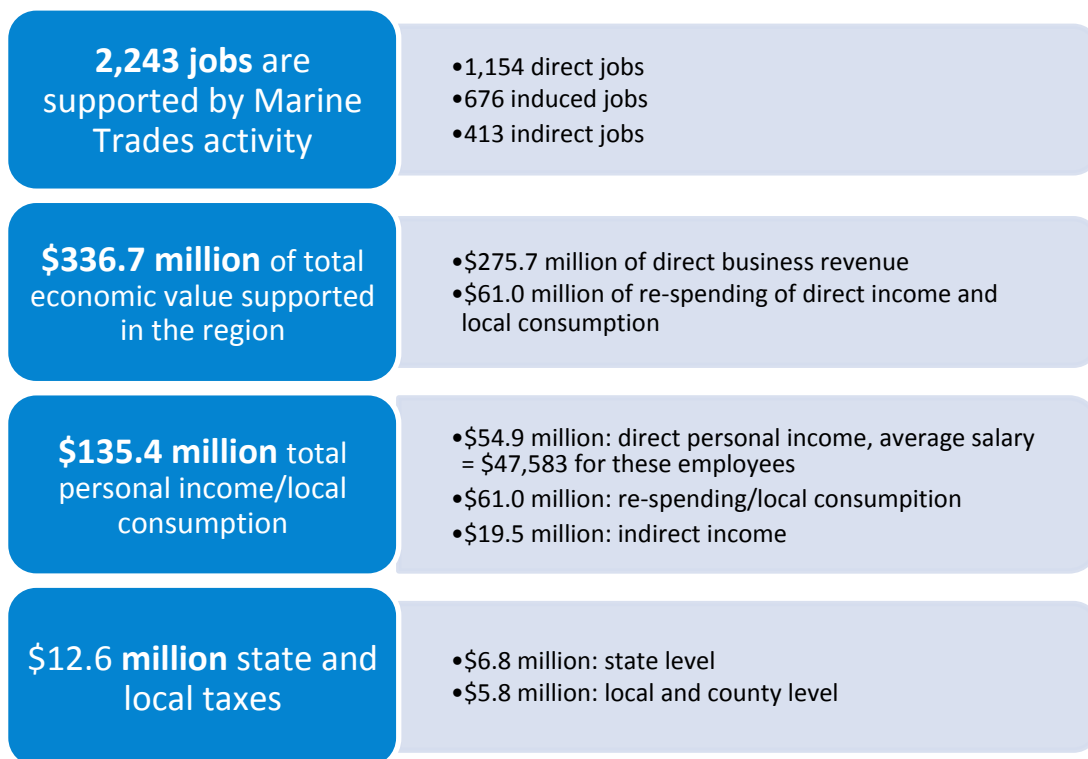 2,243 jobs are
supported by Marine
Trades activity
•1,154 direct jobs
•676 induced jobs
•413 indirect jobs
$336.7 million of total
economic value supported
in the region
•$275.7 million of direct business revenue
•$61.0 million of re-spending of direct income and
local consumption
$135.4 million total
personal income/local
consumption
•$54.9 million: direct personal income, average salary
= $47,583 for these employees
•$61.0 million: re-spending/local consumpition
•$19.5 million: indirect income
$12.6 million state and
local taxes
•$6.8 million: state level
•$5.8 million: local and county level